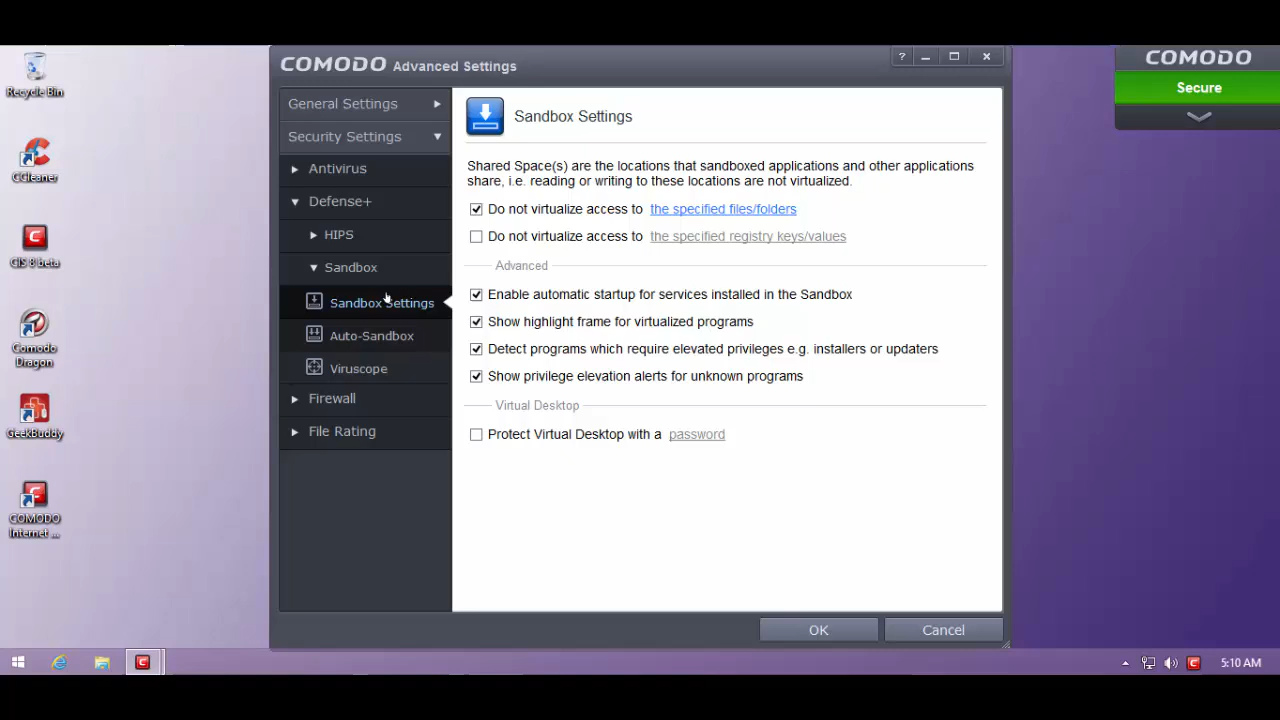 Recycle Bin
CCleaner
CIS 8 beta
Comodo
Dragon
GeekBuddy
COMODO
Internet ...
COMODO Advanced Settings
?
General Settings
Security Settings
Antivirus
Defense+
HIPS
Sandbox
Sandbox Settings
Auto-Sandbox
Viruscope
Firewall
File Rating
Sandbox Settings
Shared Space(s) are the locations that sandboxed applications and other applications
share, i.e. reading or writing to these locations are not virtualized.
Do not virtualize access to the specified files/folders
Do not virtualize access to the specified registry keys/values
Advanced
Enable automatic startup for services installed in the Sandbox
Show highlight frame for virtualized programs
Detect programs which require elevated privileges e.g. installers or updaters
Show privilege elevation alerts for unknown programs
Virtual Desktop
Protect Virtual Desktop with a password
OK
Cancel
COMODO
Secure
5:10 AM